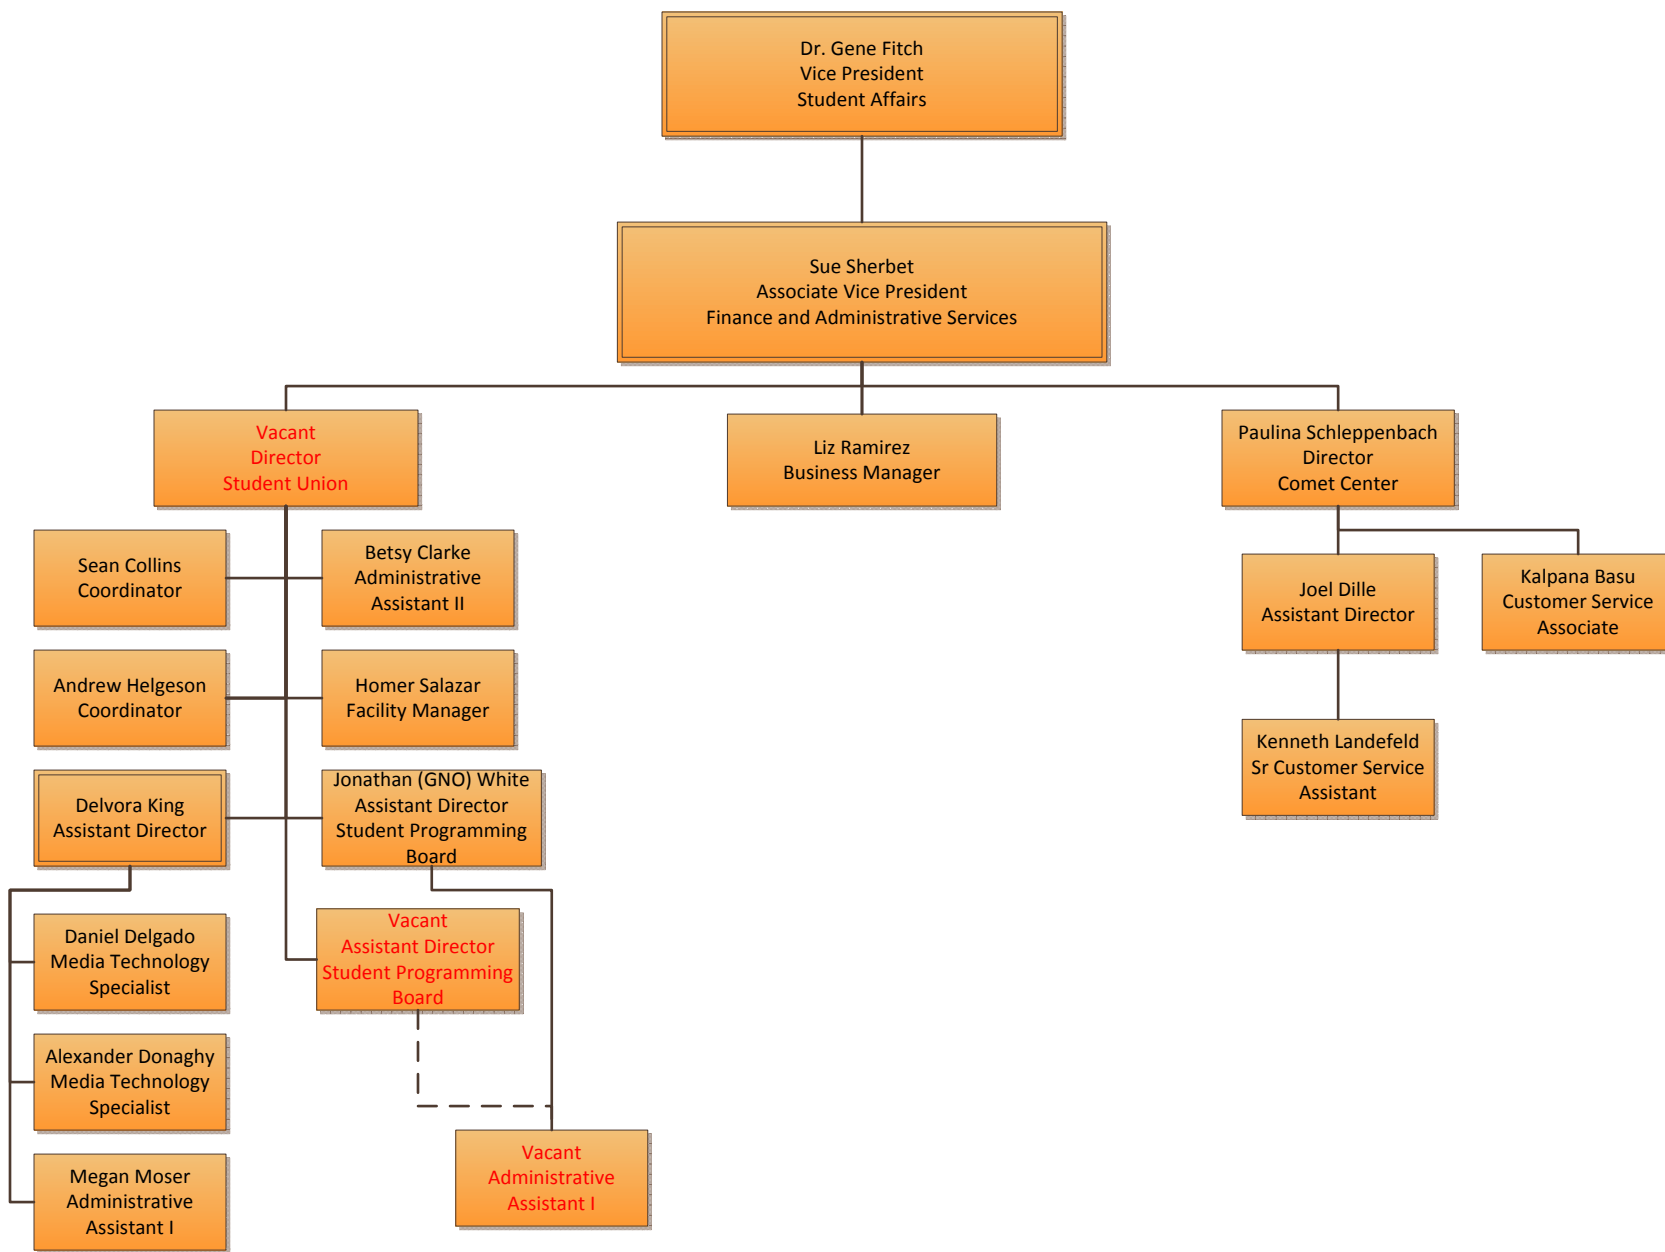 Dr. Gene Fitch
Vice President
Student Affairs
Sue Sherbet
Associate Vice President
Finance and Administrative Services
Vacant
Director
Student Union
Liz Ramirez
Business Manager
Paulina Schleppenbach
Director
Comet Center
Sean Collins
Coordinator
Betsy Clarke
Administrative
Assistant II
Joel Dille
Assistant Director
Kalpana Basu
Customer Service
Associate
Andrew Helgeson
Coordinator
Homer Salazar
Facility Manager
Kenneth Landefeld
Sr Customer Service
Assistant
Delvora King
Assistant Director
Jonathan (GNO) White
Assistant Director
Student Programming
Board
Daniel Delgado
Media Technology
Specialist
Vacant
Assistant Director
Student Programming
Board
Alexander Donaghy
Media Technology
Specialist
Megan Moser
Administrative
Assistant I
Vacant
Administrative
Assistant I